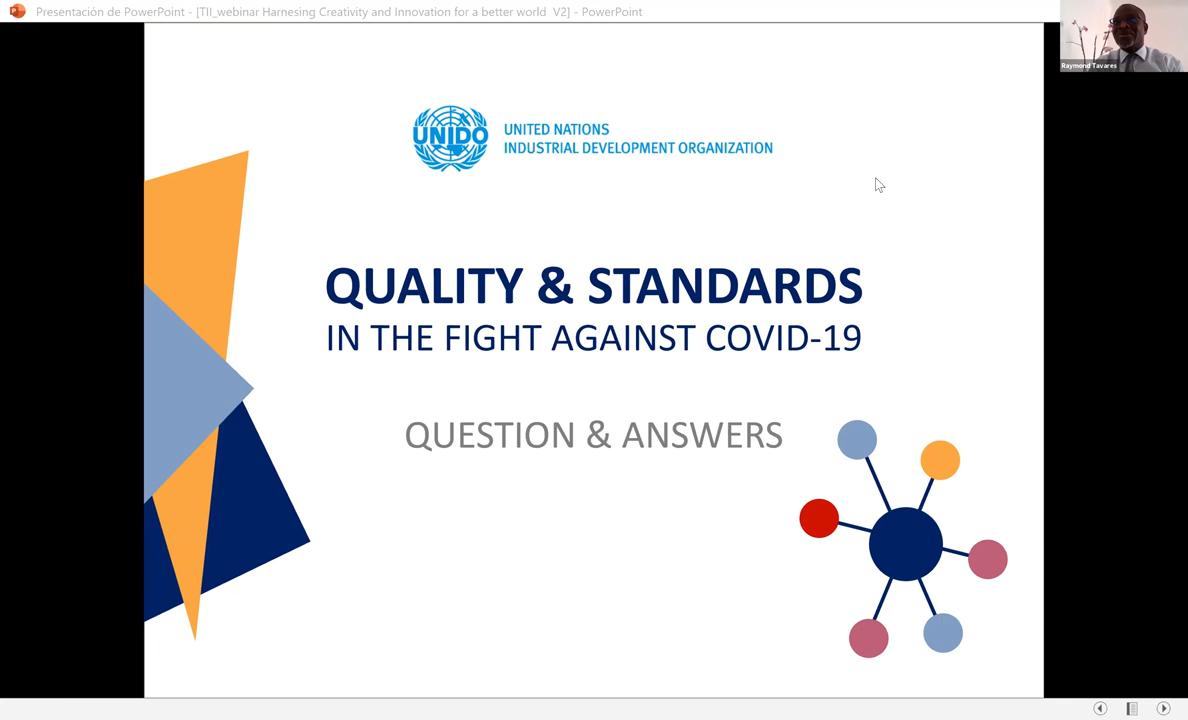 Presentación de PowerPoint - [TII_webinar Harnesing Creativity and Innovation for a better world  V2] - PowerPoint
Raymond Tavares
UNIDO
UNITED NATIONS
INDUSTRIAL DEVELOPMENT ORGANIZATION
QUALITY & STANDARDS
IN THE FIGHT AGAINST COVID-19
QUESTION & ANSWERS